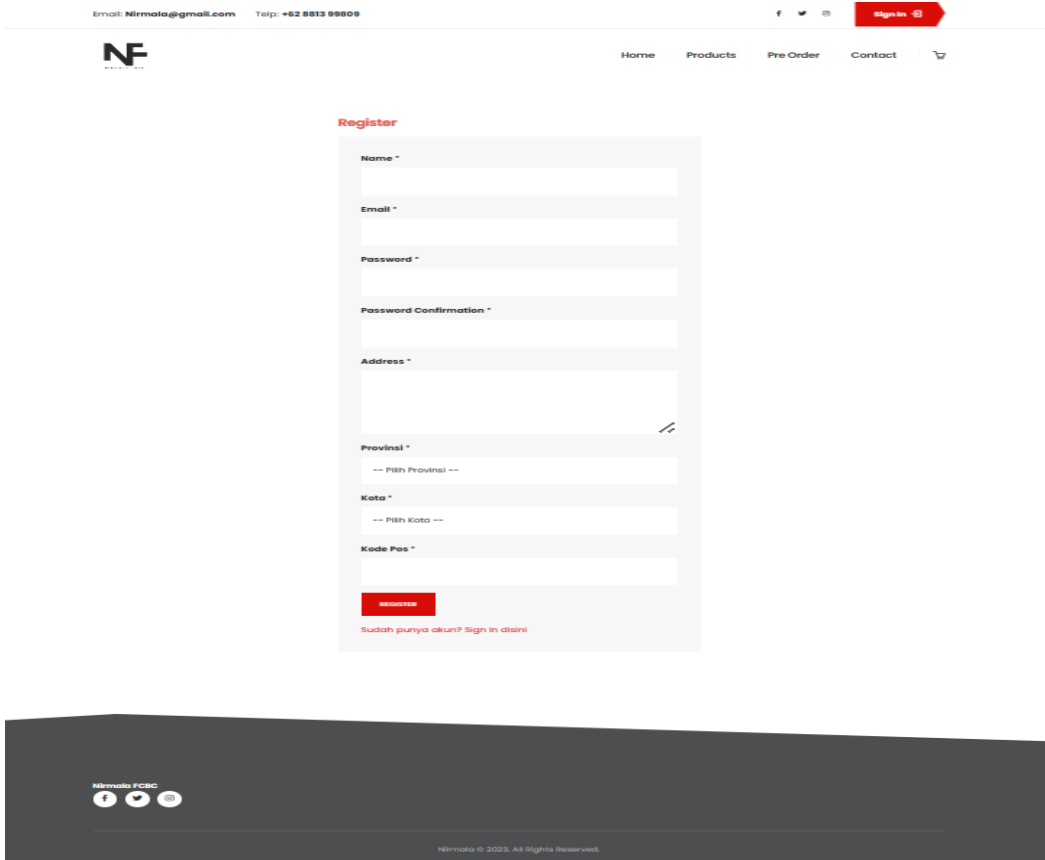 Email: Nirmala@gmail.com Telp: +62 8813 99809
Sign In
NF
Home Products Pre Order Contact
Register
Name *
Email *
Password *
Password Confirmation *
Address *
Provinsi *
-- Pilih Provinsi --
Kota *
-- Pilih Kota --
Kode Pos *
REGISTER
Sudah punya akun? Sign in disini
Nirmala FCBC
Nirmala © 2023. All Rights Reserved.